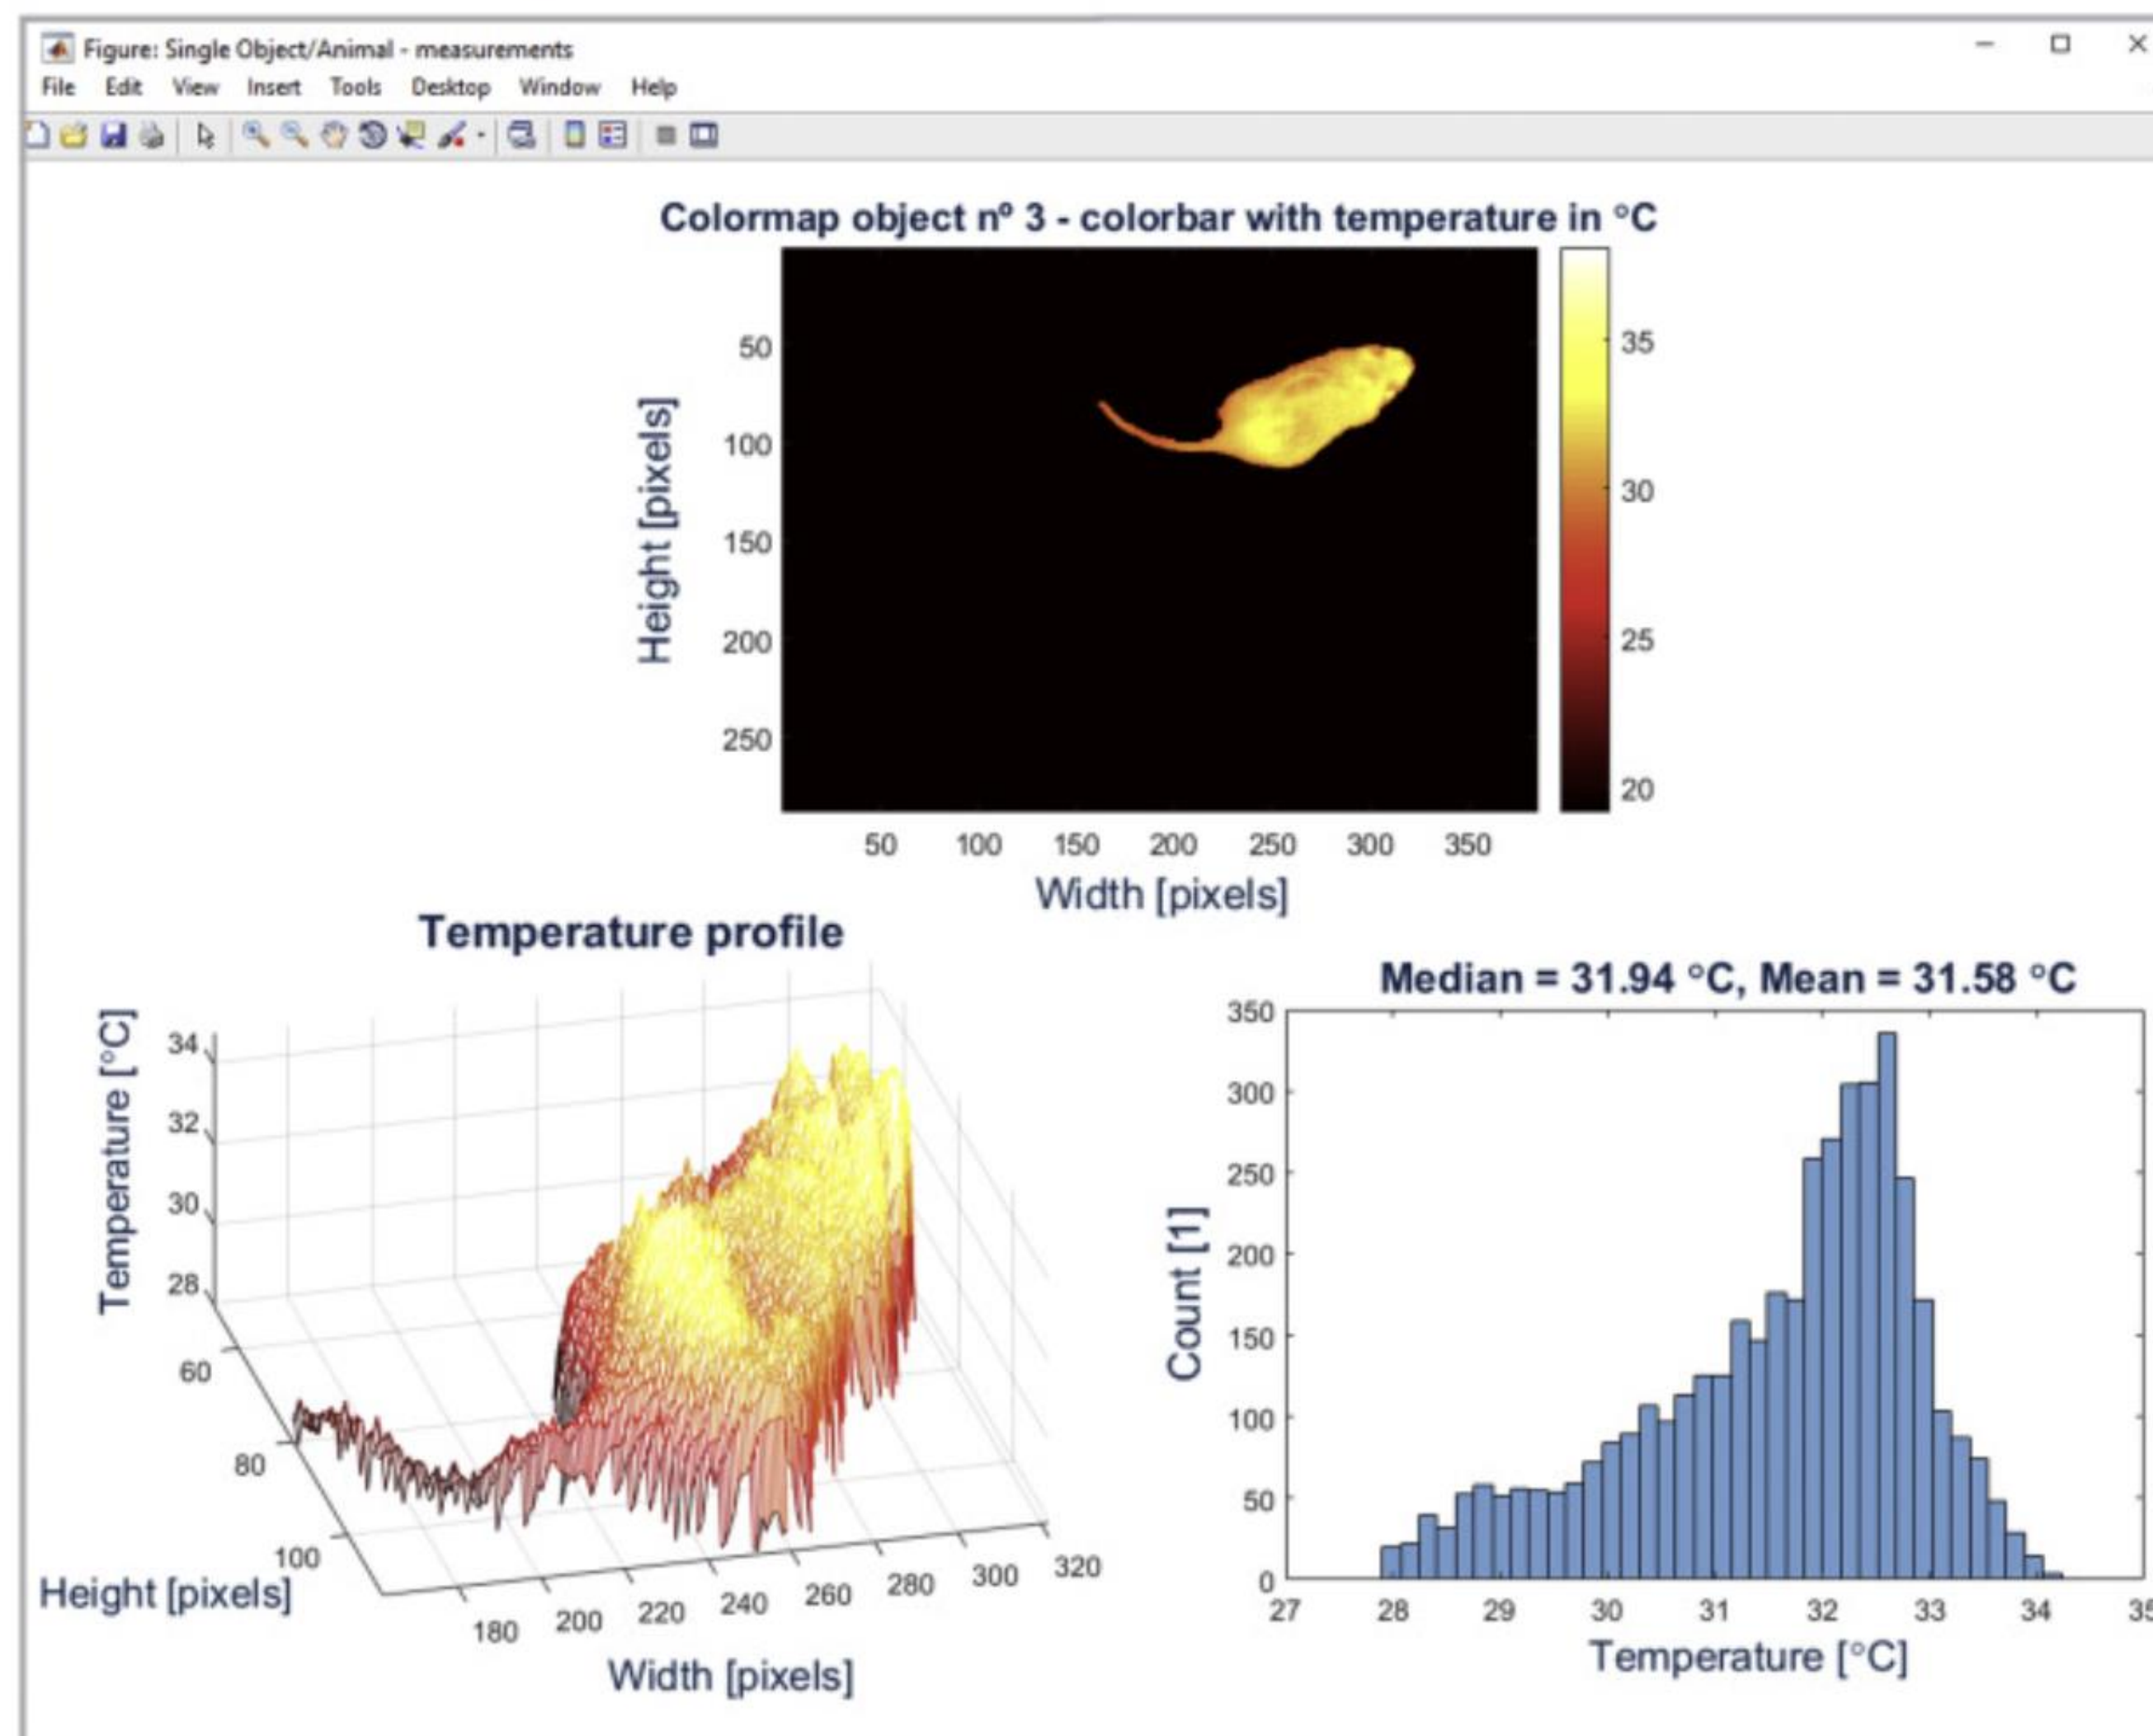 Figure: Single Object/Animal - measurements
File Edit View Insert Tools Desktop Window Help
Colormap object nº 3 - colorbar with temperature in °C
Height [pixels]
50
100
150
200
250
50 100 150 200 250 300 350
Width [pixels]
35
30
25
20
Temperature profile
Temperature [°C]
34
32
30
28
60
80
100
Height [pixels]
180 200 220 240 260 280 300 320
Width [pixels]
Median = 31.94 °C, Mean = 31.58 °C
Count [1]
350
300
250
200
150
100
50
0
27 28 29 30 31 32 33 34 35
Temperature [°C]